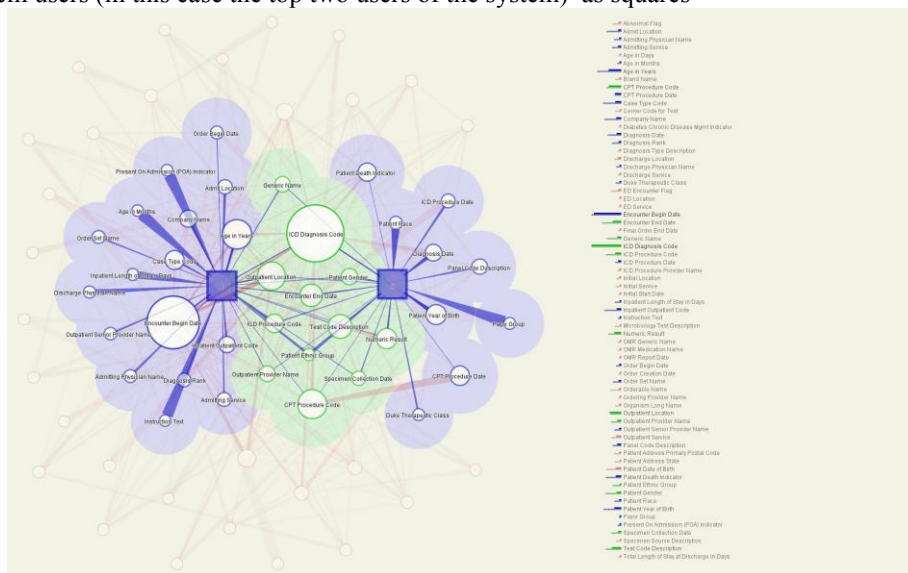 em users (in this case the top two users of the system) as squares
Order Begin Date
Present On Admission (POA) Indicator
Admit Location
Generic Name
Patient Death Indicator
ICD Procedure Date
Age in Months
Company Name
Patient Race
Order Set Name
Age in Years
ICD Diagnosis Code
Diagnosis Date
Case Type Code
Panel Code Description
Inpatient Length of Stay in Days
Outpatient Location
Patient Gender
Discharge Physician Name
Encounter End Date
Patient Year of Birth
Encounter Begin Date
ICD Procedure Code
Test Code Description
Payor Group
Outpatient Senior Provider Name
Inpatient Outpatient Code
Numeric Result
Patient Ethnic Group
Admitting Physician Name
Diagnosis Rank
Outpatient Provider Name
Specimen Collection Date
CPT Procedure Date
Admitting Service
CPT Procedure Code
Instruction Text
Duke Therapeutic Class
Abnormal Flag
Admit Location
Admitting Physician Name
Admitting Service
Age in Days
Age in Months
Age in Years
Brand Name
CPT Procedure Code
CPT Procedure Date
Case Type Code
Center Code for Test
Company Name
Diabetes Chronic Disease Mgmt Indicator
Diagnosis Date
Diagnosis Rank
Diagnosis Type Description
Discharge Location
Discharge Physician Name
Discharge Service
Duke Therapeutic Class
ED Encounter Flag
ED Location
ED Service
Encounter Begin Date
Encounter End Date
Final Order End Date
Generic Name
ICD Diagnosis Code
ICD Procedure Code
ICD Procedure Date
ICD Procedure Provider Name
Initial Location
Initial Service
Initial Start Date
Inpatient Length of Stay in Days
Inpatient Outpatient Code
Instruction Text
Microbiology Test Description
Numeric Result
OMR Generic Name
OMR Medication Name
OMR Report Date
Order Begin Date
Order Creation Date
Order Set Name
Orderable Name
Ordering Provider Name
Organism Long Name
Outpatient Location
Outpatient Provider Name
Outpatient Senior Provider Name
Outpatient Service
Panel Code Description
Patient Address Primary Postal Code
Patient Address State
Patient Date of Birth
Patient Death Indicator
Patient Ethnic Group
Patient Gender
Patient Race
Patient Year of Birth
Payor Group
Present On Admission (POA) Indicator
Specimen Collection Date
Specimen Source Description
Test Code Description
Total Length of Stay at Discharge in Days